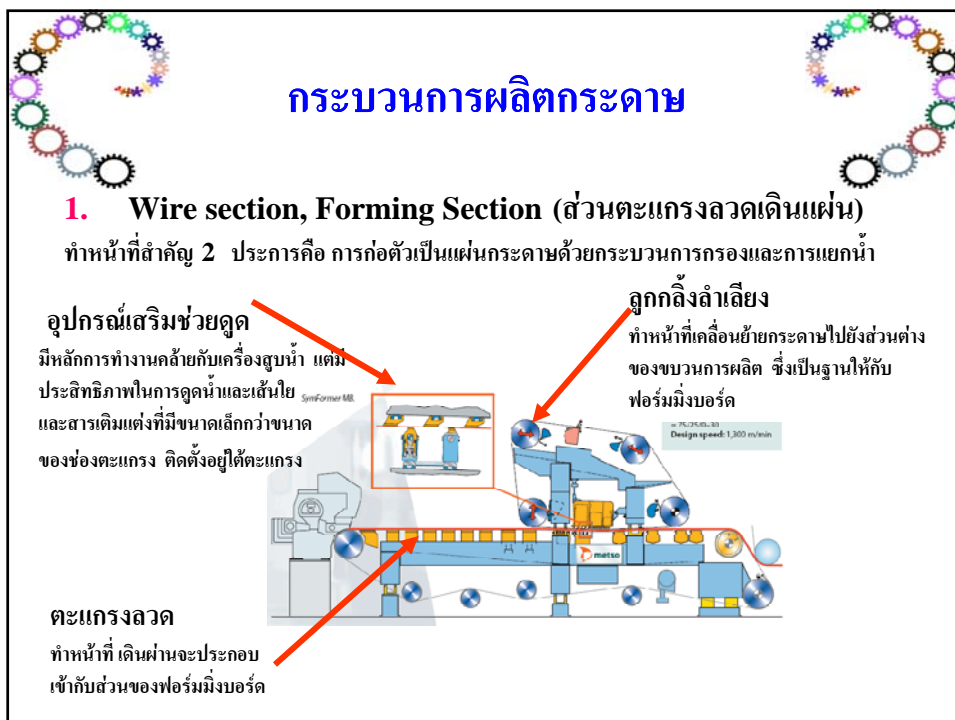 กระบวนการผลิตกระดาษ
1. Wire section, Forming Section (ส่วนตะแกรงลวดเดินแผ่น)
ทำหน้าที่สำคัญ 2 ประการคือ การก่อตัวเป็นแผ่นกระดาษด้วยกระบวนการกรองและการแยกน้ำ
อุปกรณ์เสริมช่วยดูด
มีหลักการทำงานคล้ายกับเครื่องสูบน้ำ แต่มี
ประสิทธิภาพในการดูดน้ำและเส้นใย
และสารเติมแต่งที่มีขนาดเล็กกว่าขนาด
ของช่องตะแกรง ติดตั้งอยู่ใต้ตะแกรง
SymFormer MB.
ลูกกลิ้งลำเลียง
ทำหน้าที่เคลื่อนย้ายกระดาษไปยังส่วนต่าง
ของขบวนการผลิต ซึ่งเป็นฐานให้กับ
ฟอร์มมิ่งบอร์ด
Design speed: 1,300 m/min
metso
ตะแกรงลวด
ทำหน้าที่ เดินผ่านจะประกอบ
เข้ากับส่วนของฟอร์มมิ่งบอร์ด